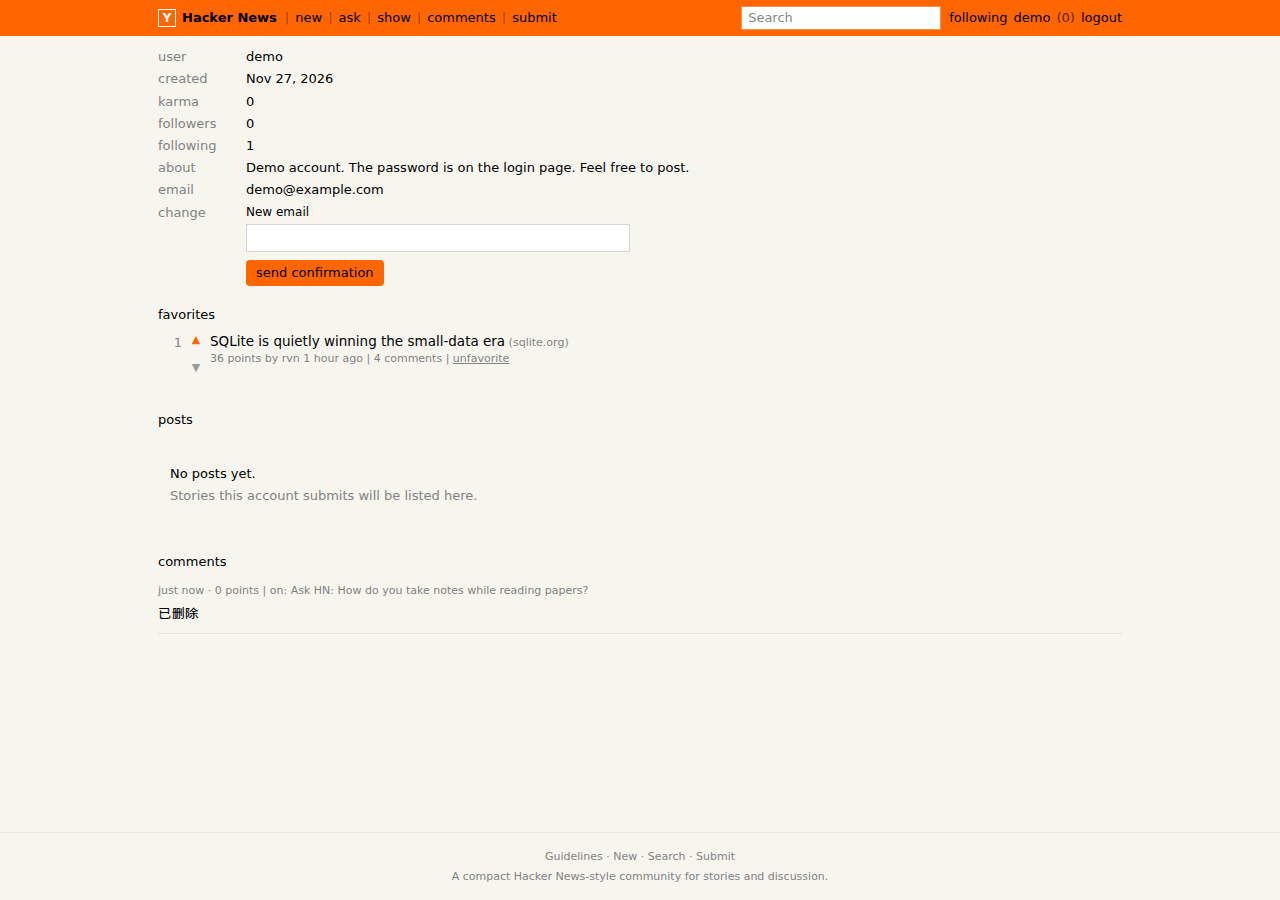 Y Hacker News | new | ask | show | comments | submit Search following demo (0) logout
user demo
created Nov 27, 2026
karma 0
followers 0
following 1
about Demo account. The password is on the login page. Feel free to post.
email demo@example.com
change New email
send confirmation
favorites
1 ▲ SQLite is quietly winning the small-data era (sqlite.org)
▼ 36 points by rvn 1 hour ago | 4 comments | unfavorite
posts
No posts yet.
Stories this account submits will be listed here.
comments
just now · 0 points | on: Ask HN: How do you take notes while reading papers?
已删除
Guidelines · New · Search · Submit
A compact Hacker News-style community for stories and discussion.